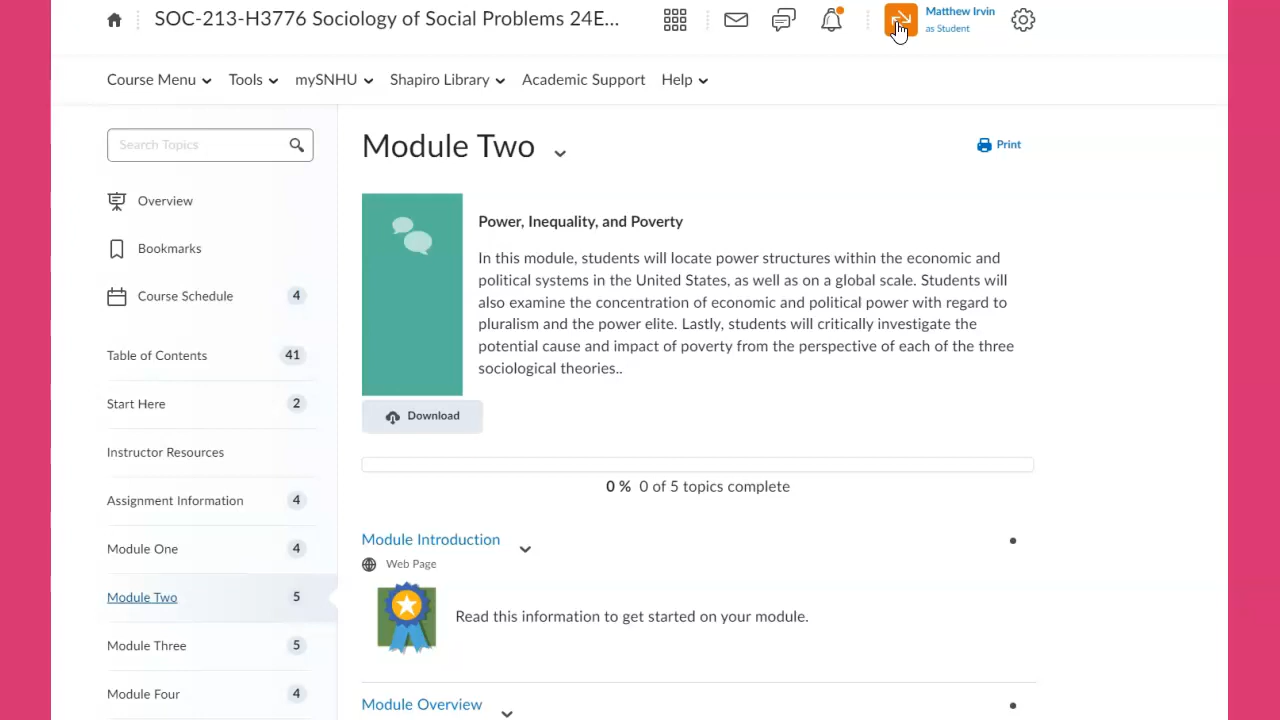 SOC-213-H3776 Sociology of Social Problems 24E...
Matthew Irvin
as Student
Course Menu
Tools
mySNHU
Shapiro Library
Academic Support
Help
Search Topics
Overview
Bookmarks
Course Schedule 4
Table of Contents 41
Start Here 2
Instructor Resources
Assignment Information 4
Module One 4
Module Two 5
Module Three 5
Module Four 4
Module Two
Print
Power, Inequality, and Poverty
In this module, students will locate power structures within the economic and
political systems in the United States, as well as on a global scale. Students will
also examine the concentration of economic and political power with regard to
pluralism and the power elite. Lastly, students will critically investigate the
potential cause and impact of poverty from the perspective of each of the three
sociological theories..
Download
0 % 0 of 5 topics complete
Module Introduction
Web Page
Read this information to get started on your module.
Module Overview